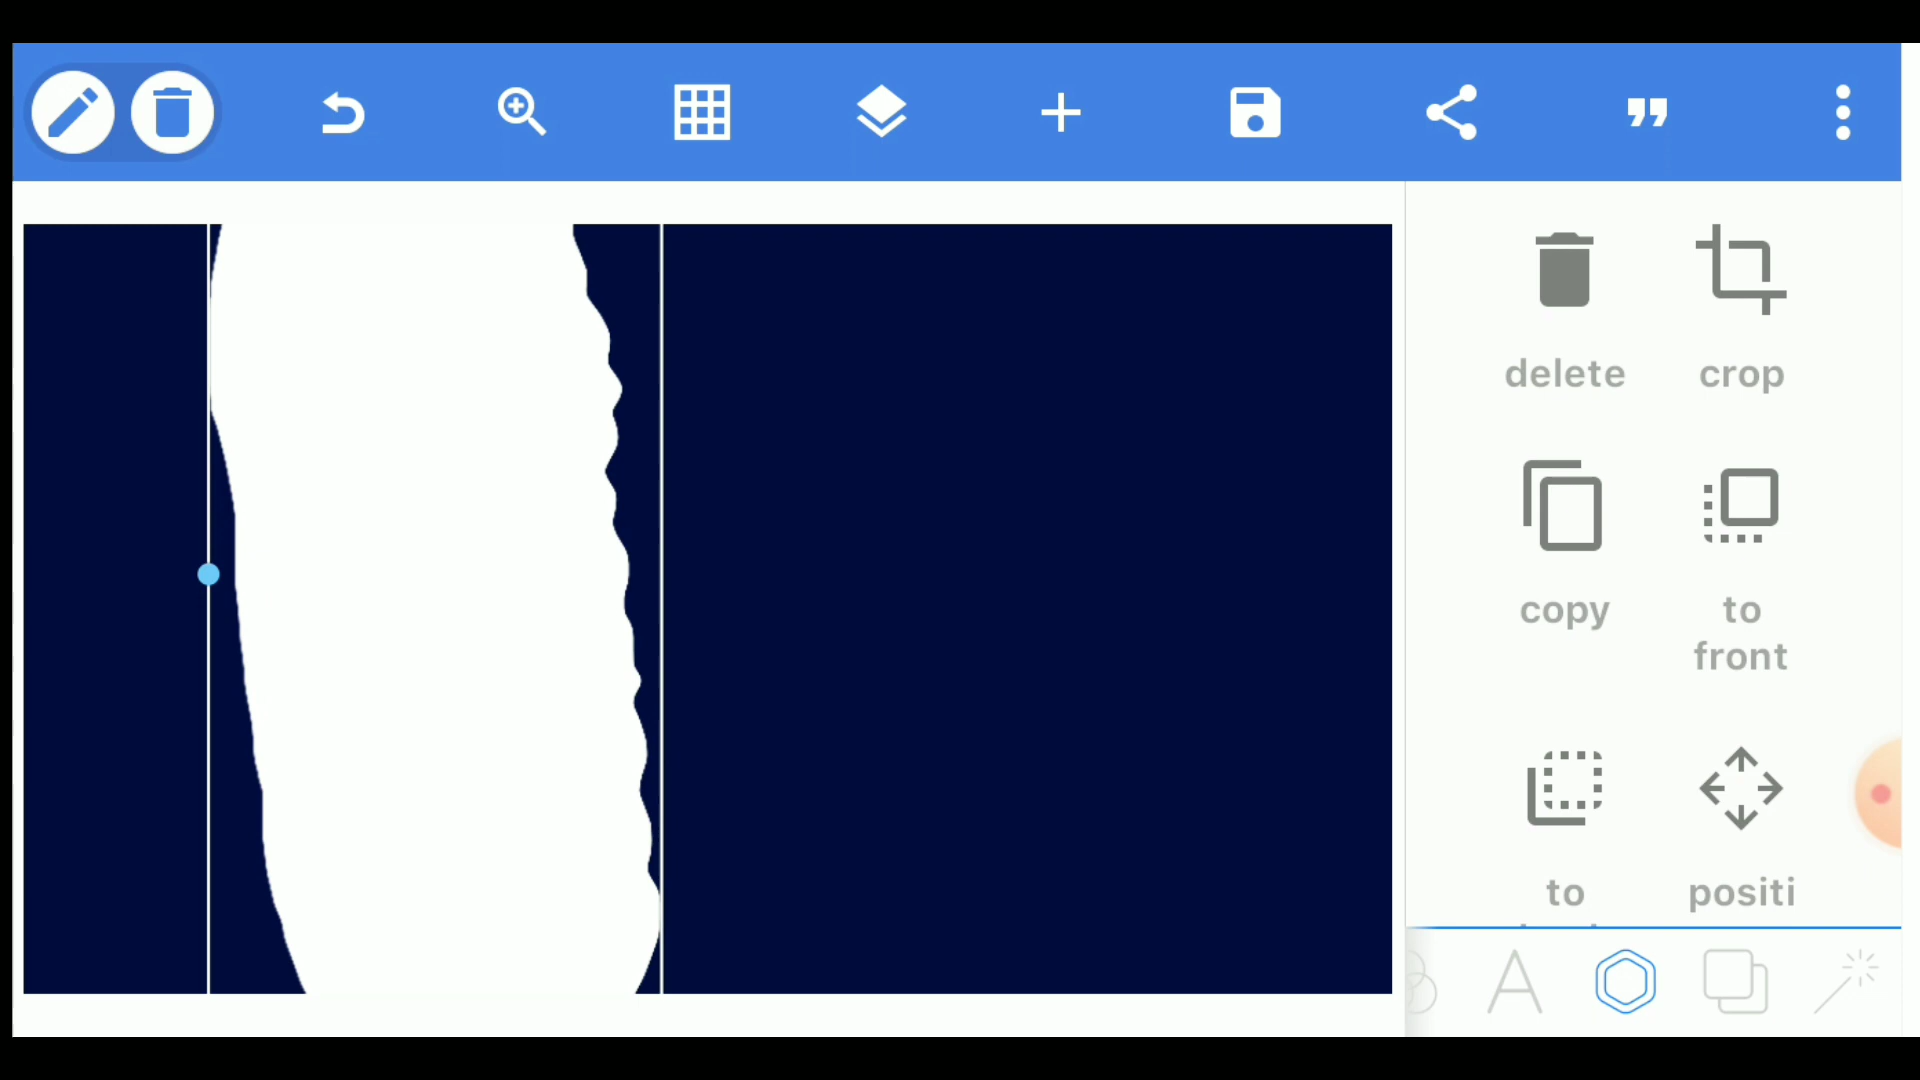 delete
crop
copy
to
front
to
positi